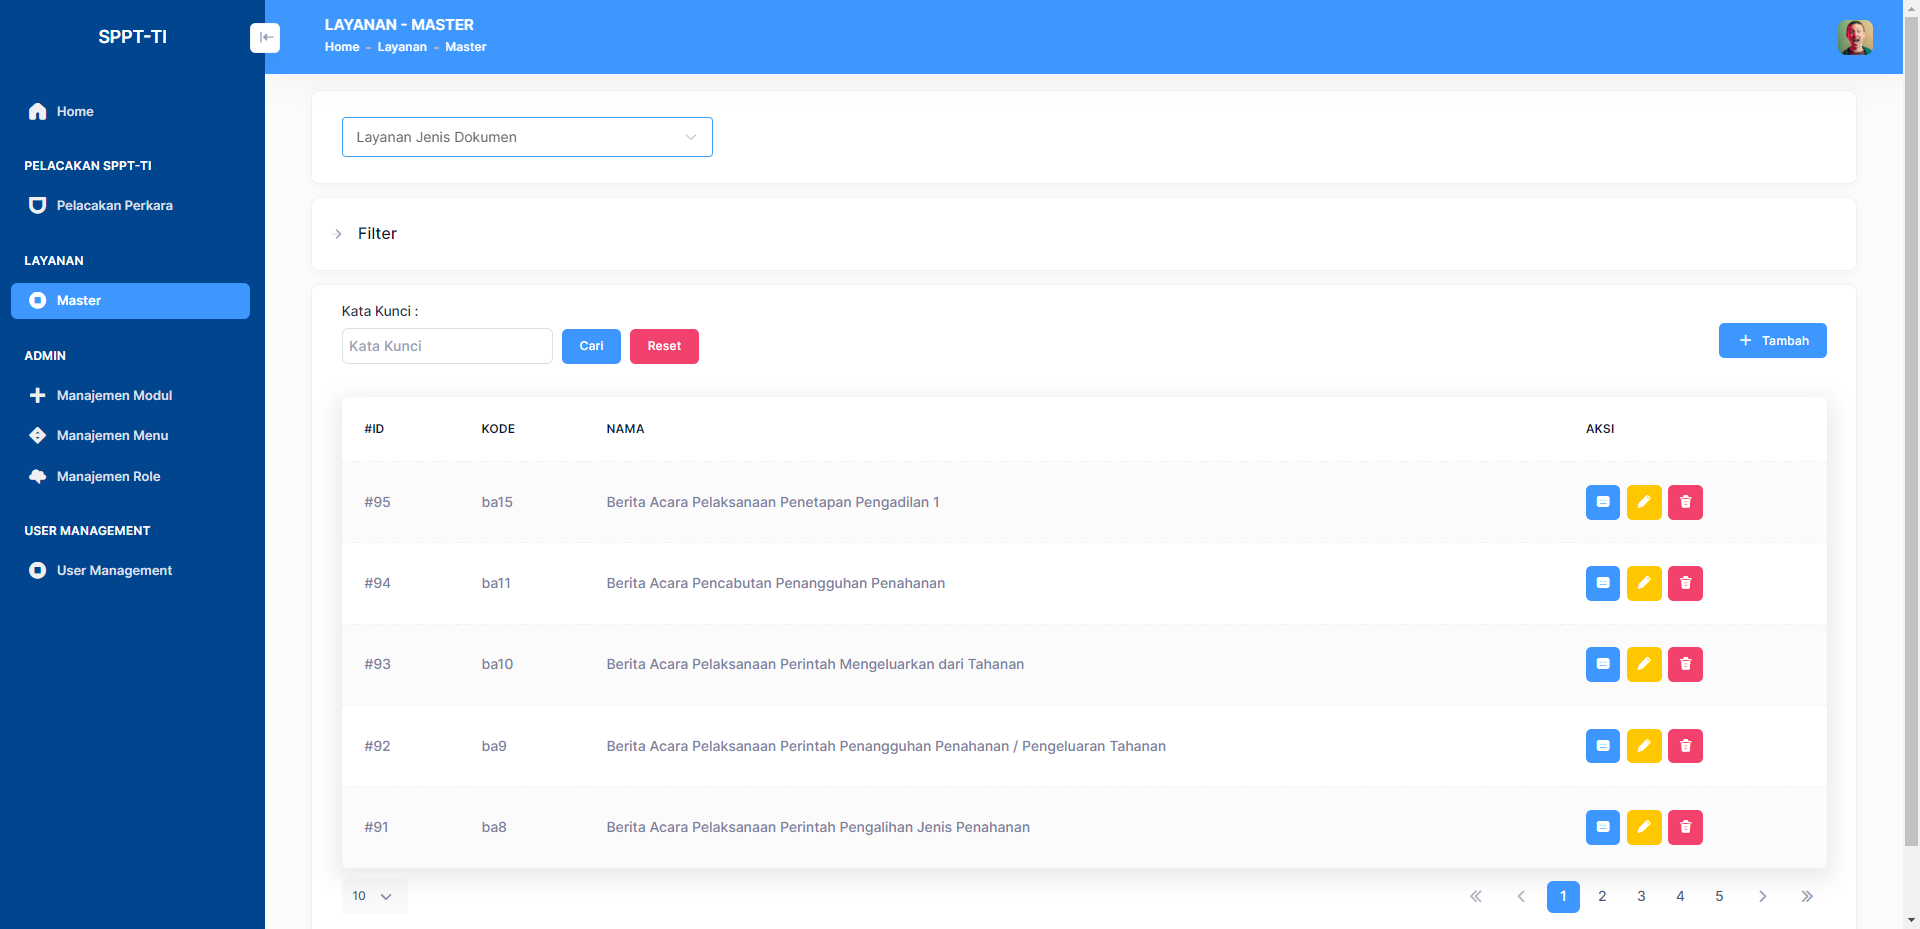 SPPT-TI
LAYANAN - MASTER
Home - Layanan - Master
Home
PELACAKAN SPPT-TI
Pelacakan Perkara
LAYANAN
Master
ADMIN
Manajemen Modul
Manajemen Menu
Manajemen Role
USER MANAGEMENT
User Management
Layanan Jenis Dokumen
Filter
Kata Kunci :
Kata Kunci Cari Reset
Tambah
#ID KODE NAMA AKSI
#95 ba15 Berita Acara Pelaksanaan Penetapan Pengadilan 1
#94 ba11 Berita Acara Pencabutan Penangguhan Penahanan
#93 ba10 Berita Acara Pelaksanaan Perintah Mengeluarkan dari Tahanan
#92 ba9 Berita Acara Pelaksanaan Perintah Penangguhan Penahanan / Pengeluaran Tahanan
#91 ba8 Berita Acara Pelaksanaan Perintah Pengalihan Jenis Penahanan
10
1 2 3 4 5